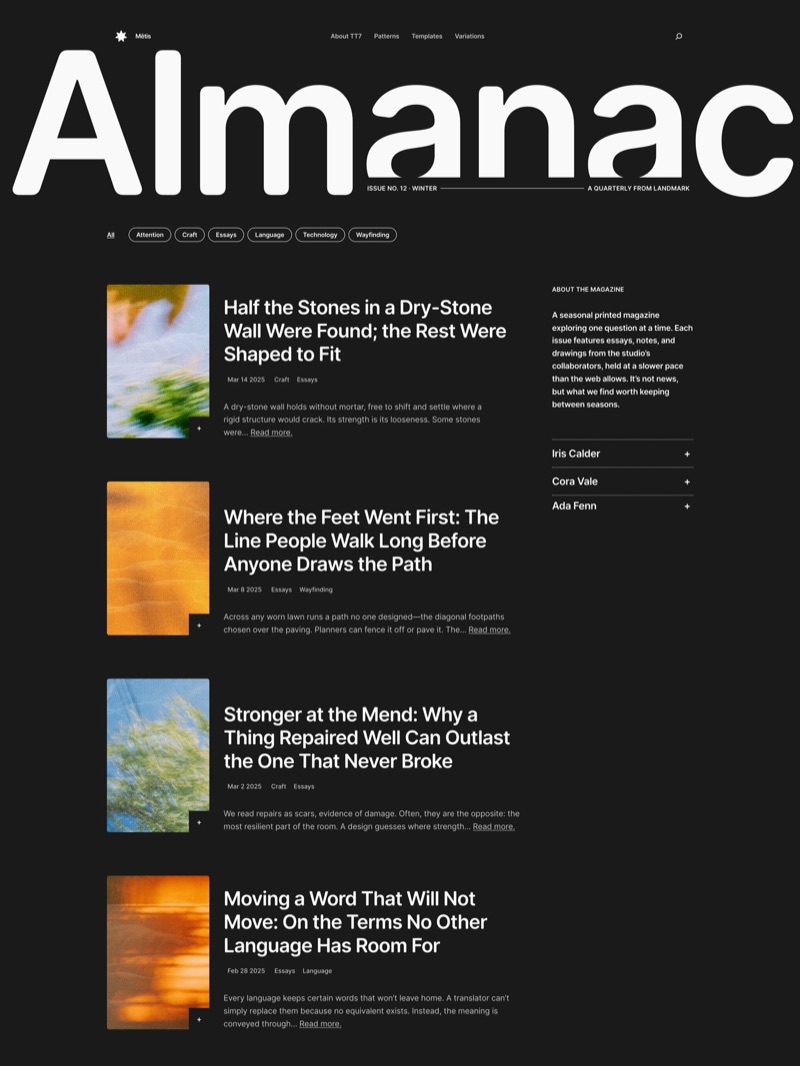 Mētis
About TT7 Patterns Templates Variations
Almanac
ISSUE NO. 12 · WINTER
A QUARTERLY FROM LANDMARK
All Attention Craft Essays Language Technology Wayfinding
Half the Stones in a Dry-Stone
Wall Were Found; the Rest Were
Shaped to Fit
Mar 14 2025 Craft Essays
A dry-stone wall holds without mortar, free to shift and settle where a
rigid structure would crack. Its strength is its looseness. Some stones
were… Read more.
+
Where the Feet Went First: The
Line People Walk Long Before
Anyone Draws the Path
Mar 8 2025 Essays Wayfinding
Across any worn lawn runs a path no one designed—the diagonal footpaths
chosen over the paving. Planners can fence it off or pave it. The… Read more.
+
Stronger at the Mend: Why a
Thing Repaired Well Can Outlast
the One That Never Broke
Mar 2 2025 Craft Essays
We read repairs as scars, evidence of damage. Often, they are the opposite: the
most resilient part of the room. A design guesses where strength… Read more.
+
Moving a Word That Will Not
Move: On the Terms No Other
Language Has Room For
Feb 28 2025 Essays Language
Every language keeps certain words that won't leave home. A translator can't
simply replace them because no equivalent exists. Instead, the meaning is
conveyed through… Read more.
+
ABOUT THE MAGAZINE
A seasonal printed magazine
exploring one question at a time. Each
issue features essays, notes, and
drawings from the studio's
collaborators, held at a slower pace
than the web allows. It's not news,
but what we find worth keeping
between seasons.
Iris Calder +
Cora Vale +
Ada Fenn +